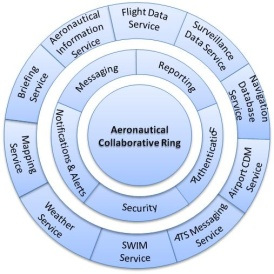 Aeronautical
Collaborative Ring
Messaging
Reporting
Authentication
Security
Notifications & Alerts
Flight Data
Service
Surveillance
Data Service
Navigation
Database
Service
Airport CDM
Service
ATS Messaging
Service
SWIM
Service
Weather
Service
Mapping
Service
Briefing
Service
Aeronautical
Information
Service